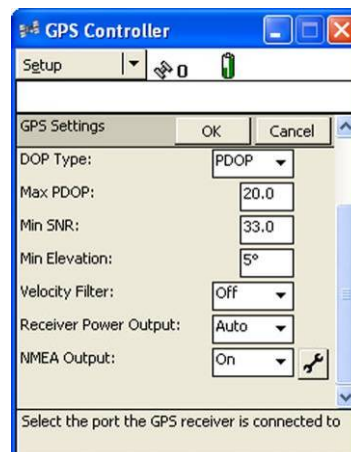 GPS Controller
Setup 0
GPS Settings OK Cancel
DOP Type: PDOP
Max PDOP: 20.0
Min SNR: 33.0
Min Elevation: 5°
Velocity Filter: Off
Receiver Power Output: Auto
NMEA Output: On
Select the port the GPS receiver is connected to